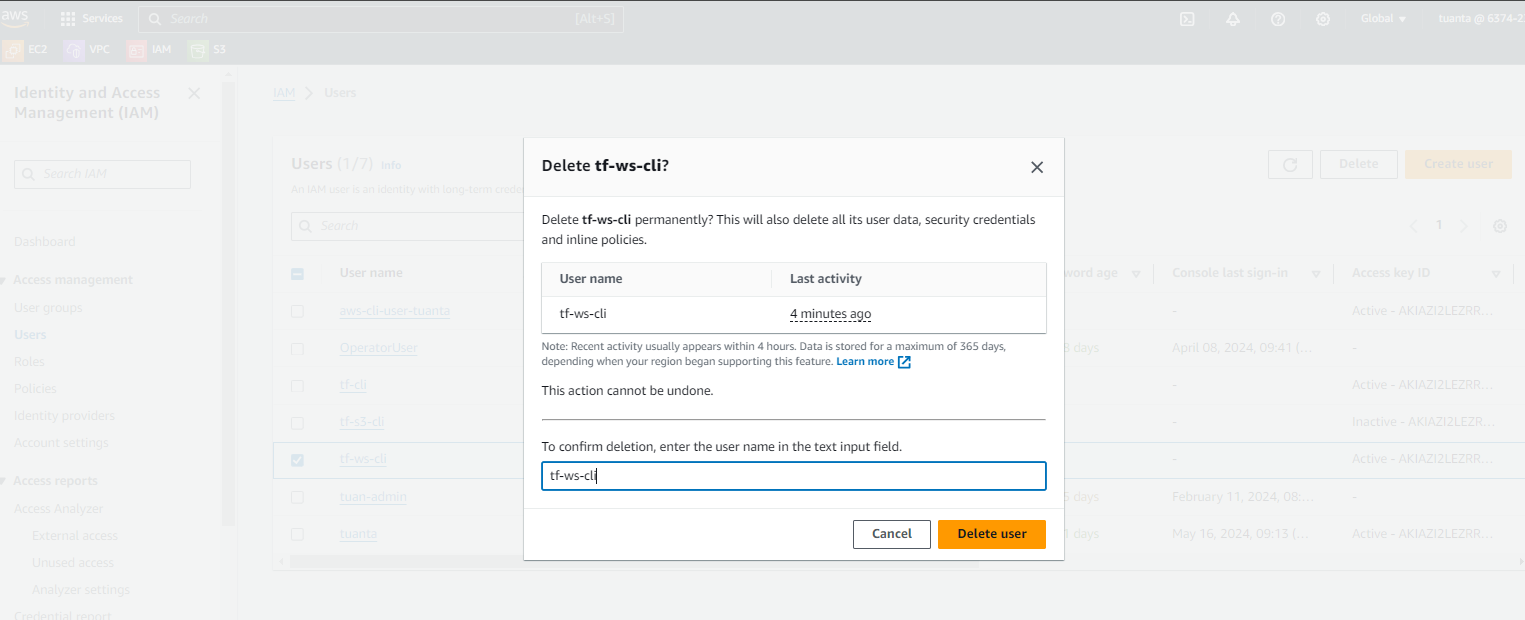 aws
Services
Search
[Alt+S]
Global
tuanta @ 6374-2
EC2
VPC
IAM
S3
Identity and Access
Management (IAM)
Search IAM
Dashboard
Access management
User groups
Users
Roles
Policies
Identity providers
Account settings
Access reports
Access Analyzer
External access
Unused access
Analyzer settings
Credential report
IAM > Users
Users (1/7) Info
An IAM user is an identity with long-term crede
Search
Delete
Create user
1
User name
word age
Console last sign-in
Access key ID
aws-cli-user-tuanta
-
Active - AKIAZI2LEZRR...
OperatorUser
8 days
April 08, 2024, 09:41 (...
-
tf-cli
-
Active - AKIAZI2LEZRR...
tf-s3-cli
-
Inactive - AKIAZI2LEZR...
tf-ws-cli
-
Active - AKIAZI2LEZRR...
tuan-admin
5 days
February 11, 2024, 08:...
-
tuanta
1 days
May 16, 2024, 09:13 (...
Active - AKIAZI2LEZRR...
Delete tf-ws-cli?
Delete tf-ws-cli permanently? This will also delete all its user data, security credentials
and inline policies.
User name
Last activity
tf-ws-cli
4 minutes ago
Note: Recent activity usually appears within 4 hours. Data is stored for a maximum of 365 days,
depending when your region began supporting this feature. Learn more
This action cannot be undone.
To confirm deletion, enter the user name in the text input field.
tf-ws-cli
Cancel
Delete user